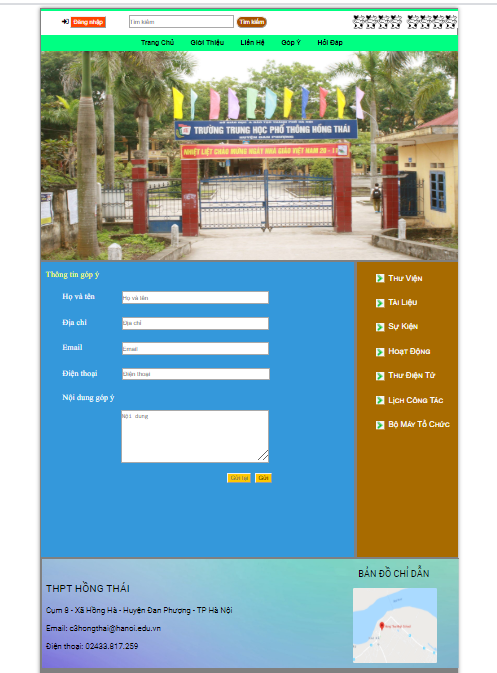 Đăng nhập
Tìm kiếm
Tìm kiếm
Trang Chủ
Giới Thiệu
Liên Hệ
Góp Ý
Hỏi Đáp
TRƯỜNG TRUNG HỌC PHỔ THÔNG HỒNG THÁI
HUYỆN ĐAN PHƯỢNG
NHIỆT LIỆT CHÀO MỪNG NGÀY NHÀ GIÁO VIỆT NAM 20 - 11
Thông tin góp ý
Họ và tên
Họ và tên
Địa chỉ
Địa chỉ
Email
Email
Điện thoại
Điện thoại
Nội dung góp ý
Nội dung
Gửi lại
Gửi
Thư Viện
Tài Liệu
Sự Kiện
Hoạt Động
Thư Điện Tử
Lịch Công Tác
Bộ Máy Tổ Chức
THPT HỒNG THÁI
Cụm 8 - Xã Hồng Hà - Huyện Đan Phượng - TP Hà Nội
Email: c3hongthai@hanoi.edu.vn
Điện thoại: 02433.817.259
BẢN ĐỒ CHỈ DẪN